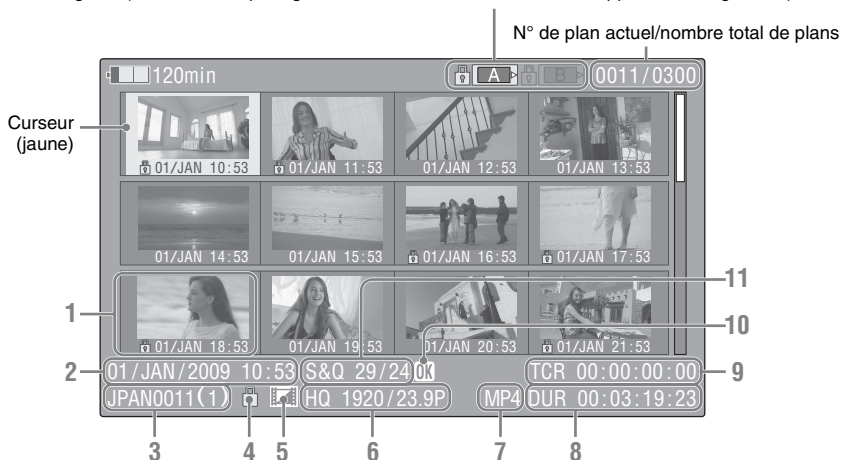 N° de plan actuel/nombre total de plans
120min A B 0011/0300
Curseur
(jaune)
01/JAN 10:53 01/JAN 11:53 01/JAN 12:53 01/JAN 13:53
01/JAN 14:53 01/JAN 15:53 01/JAN 16:53 01/JAN 17:53
01/JAN 18:53 01/JAN 19:53 01/JAN 20:53 01/JAN 21:53
1
11
10
2 01/JAN/2009 10:53 S&Q 29/24 OK TCR 00:00:00:00 9
JPAN0011(1) HQ 1920/23.9P MP4 DUR 00:03:19:23
3 4 5 6 7 8